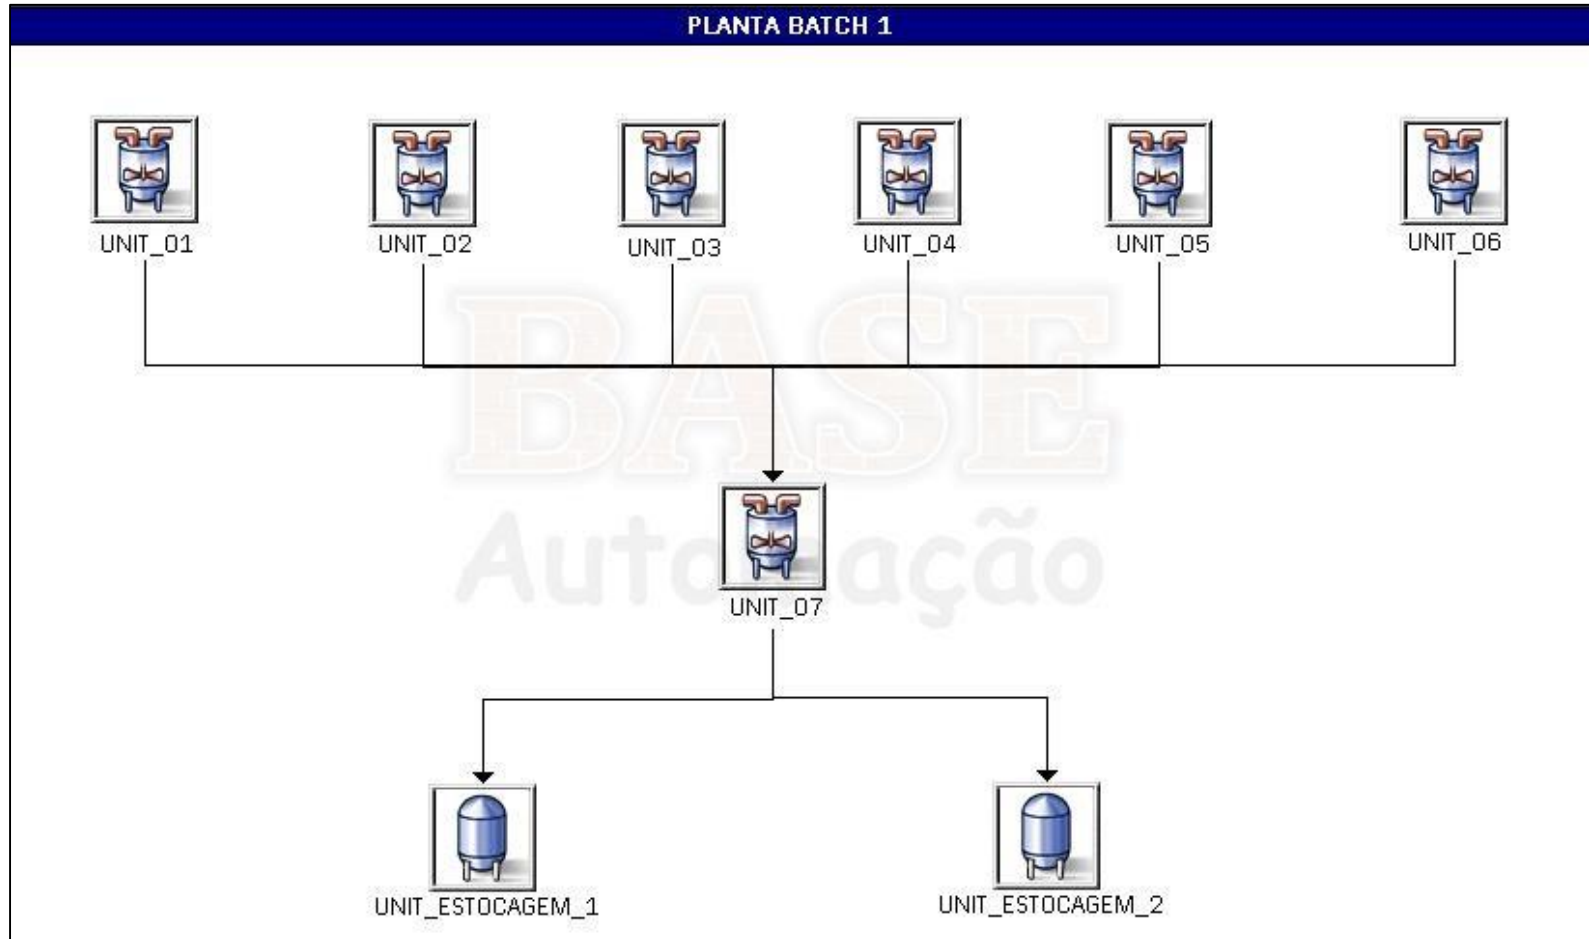 PLANTA BATCH 1
UNIT_01
UNIT_02
UNIT_03
UNIT_04
UNIT_05
UNIT_06
BASE
Automação
UNIT_07
UNIT_ESTOCAGEM_1
UNIT_ESTOCAGEM_2